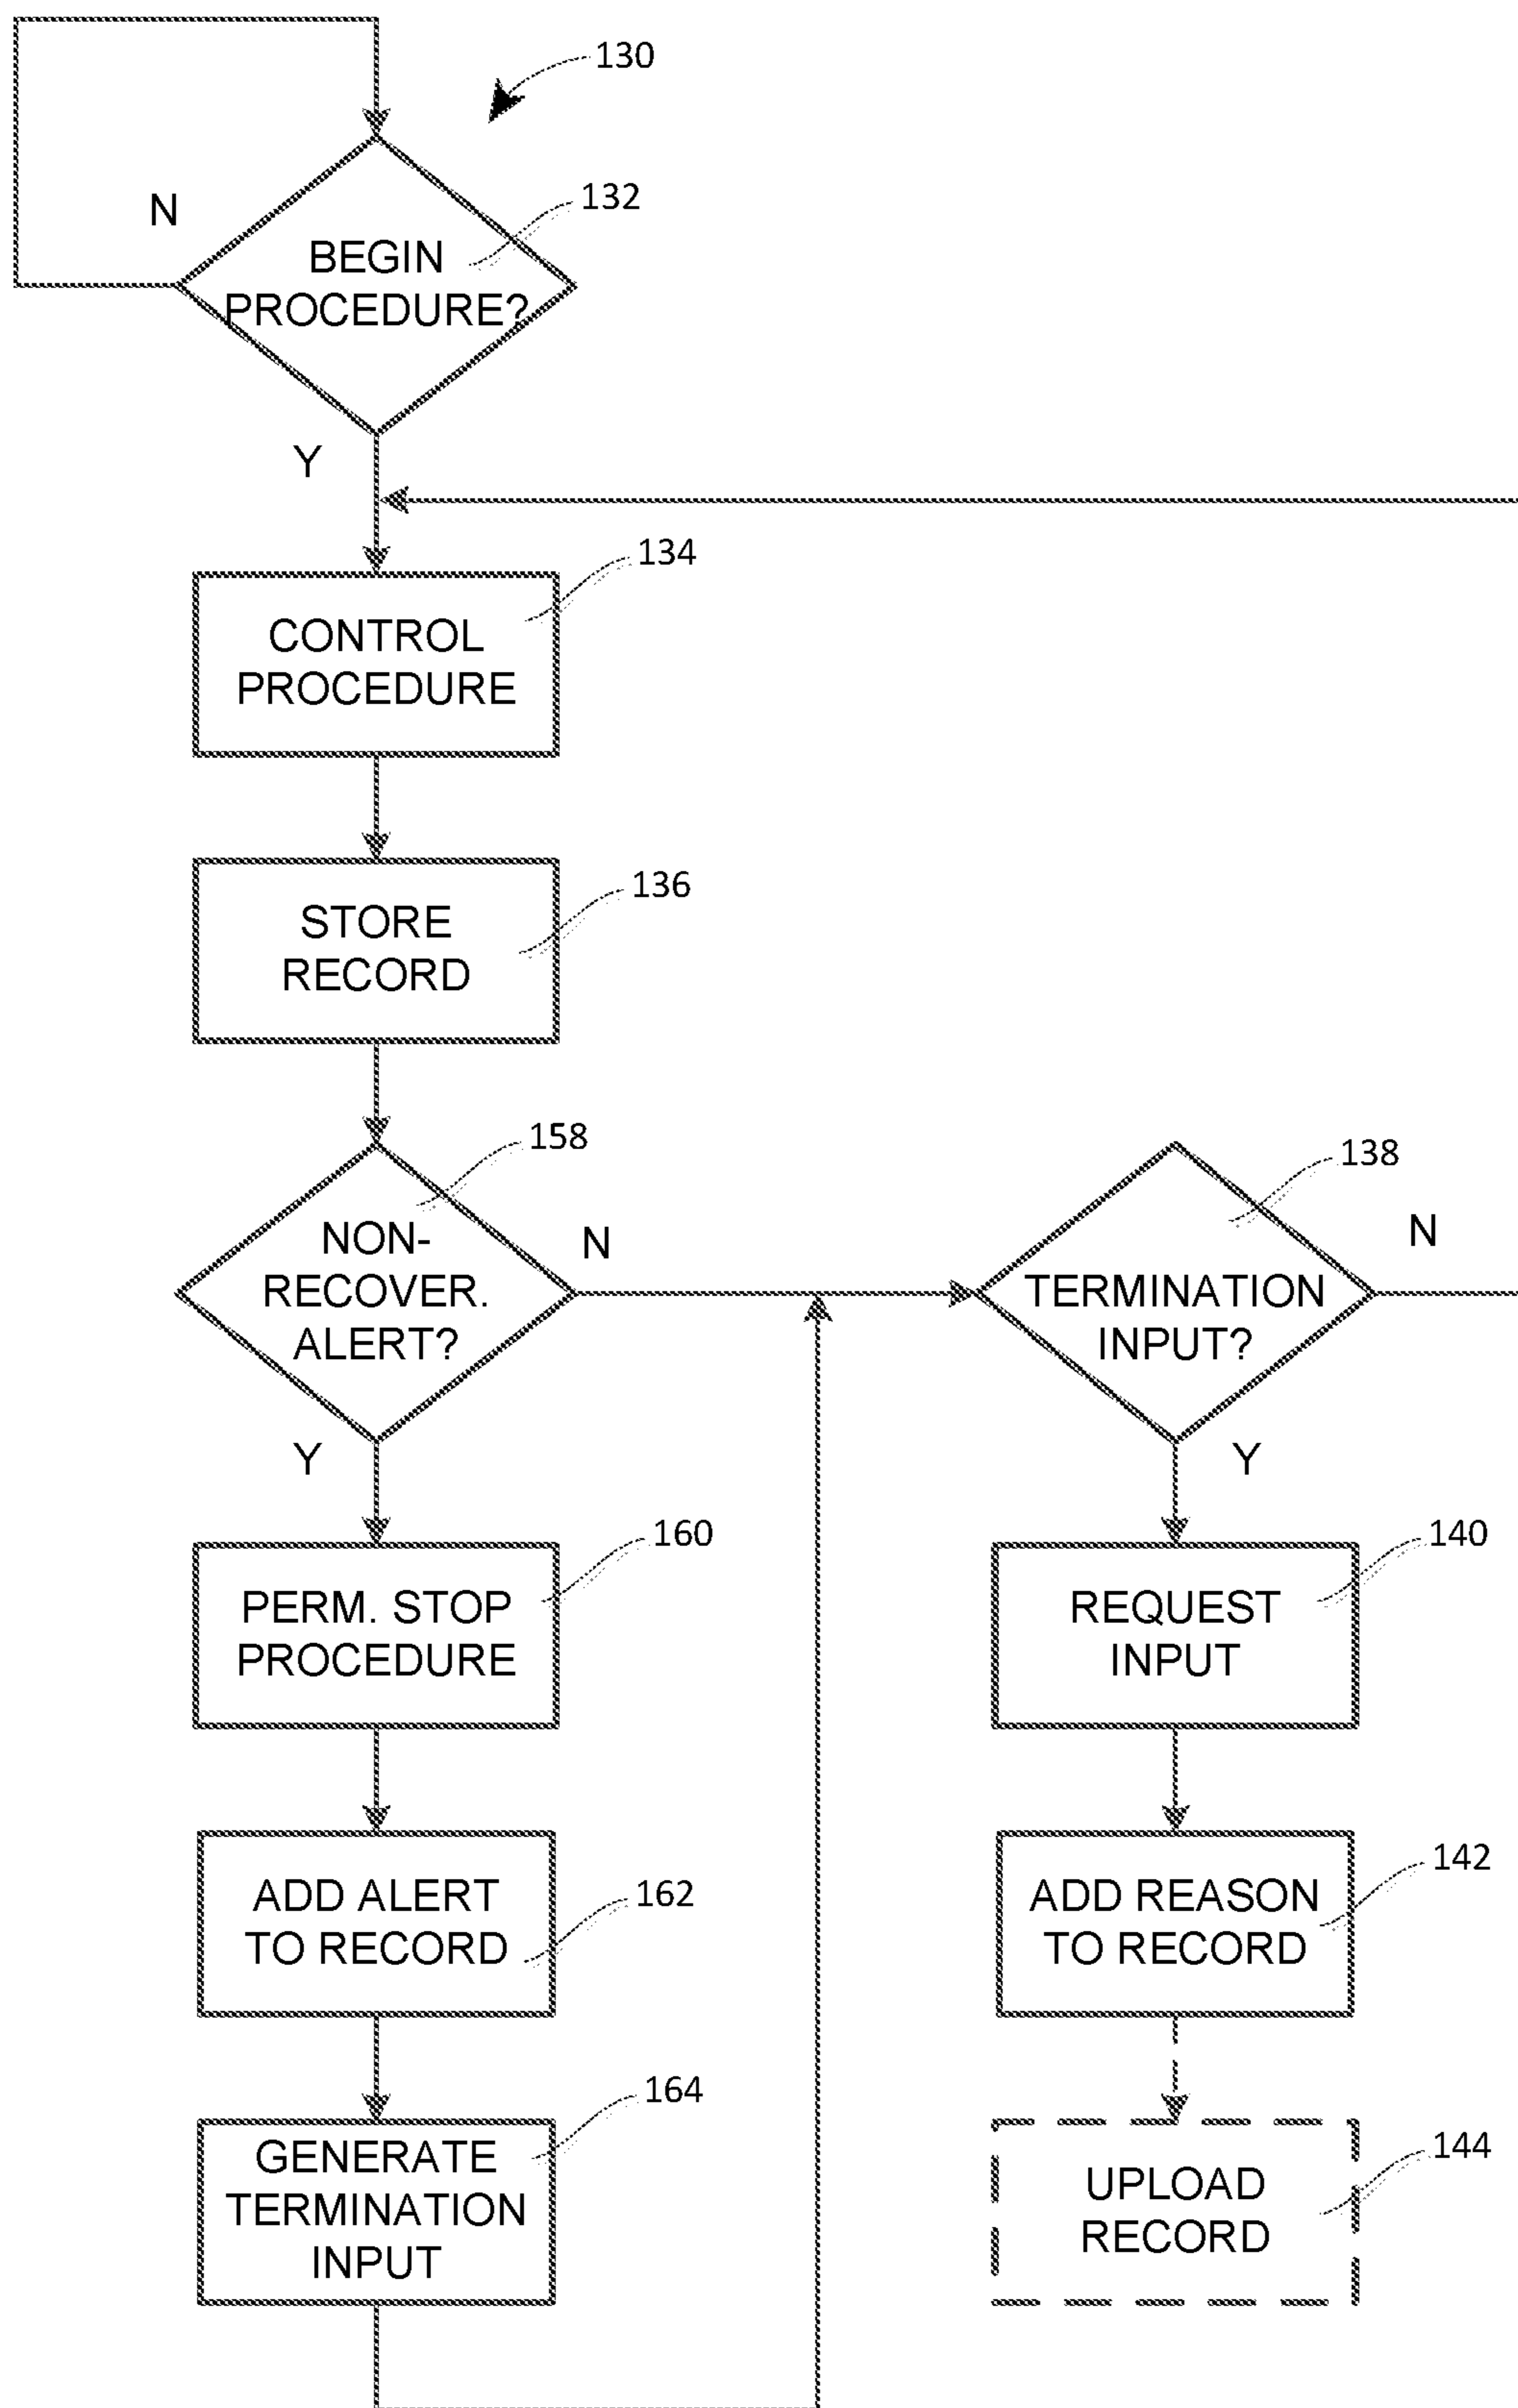 130
132
N
BEGIN
PROCEDURE?
Y
134
CONTROL
PROCEDURE
136
STORE
RECORD
158
NON-
RECOVER.
ALERT?
N
Y
138
TERMINATION
INPUT?
N
Y
160
PERM. STOP
PROCEDURE
162
ADD ALERT
TO RECORD
164
GENERATE
TERMINATION
INPUT
140
REQUEST
INPUT
142
ADD REASON
TO RECORD
144
UPLOAD
RECORD